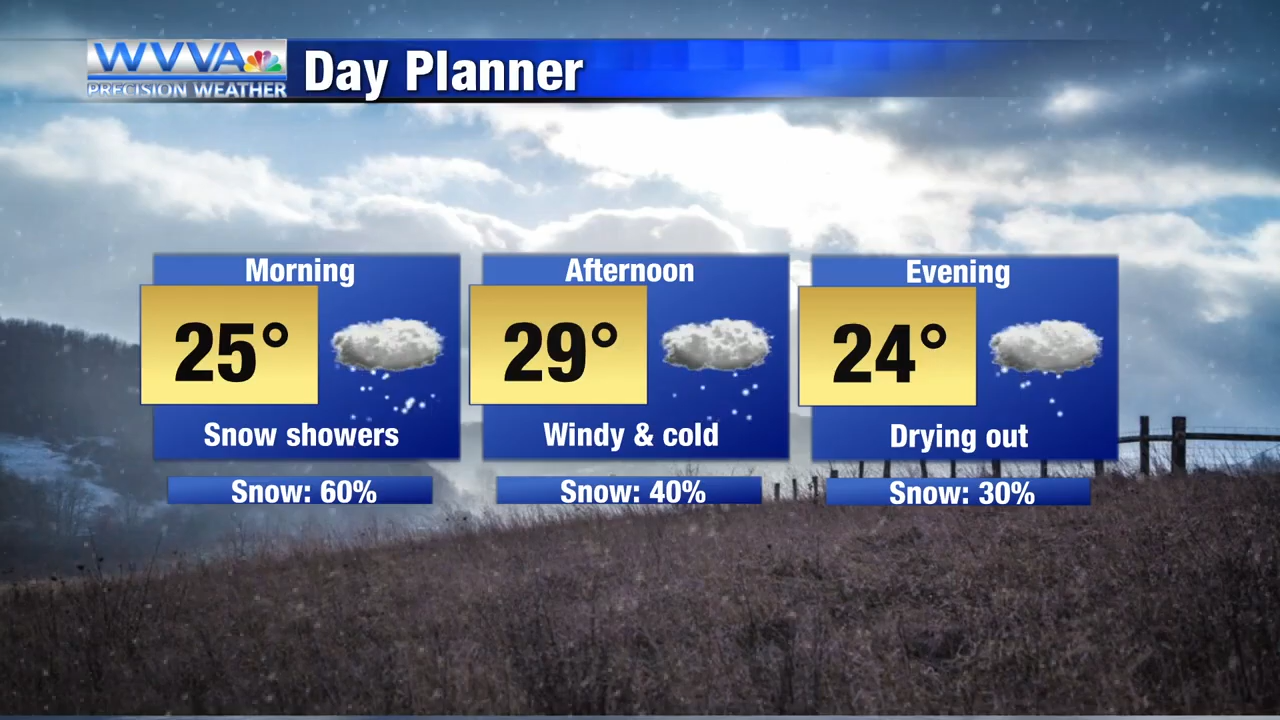 WVVA
PRECISION WEATHER
Day Planner
Morning
25°
Snow showers
Snow: 60%
Afternoon
29°
Windy & cold
Snow: 40%
Evening
24°
Drying out
Snow: 30%